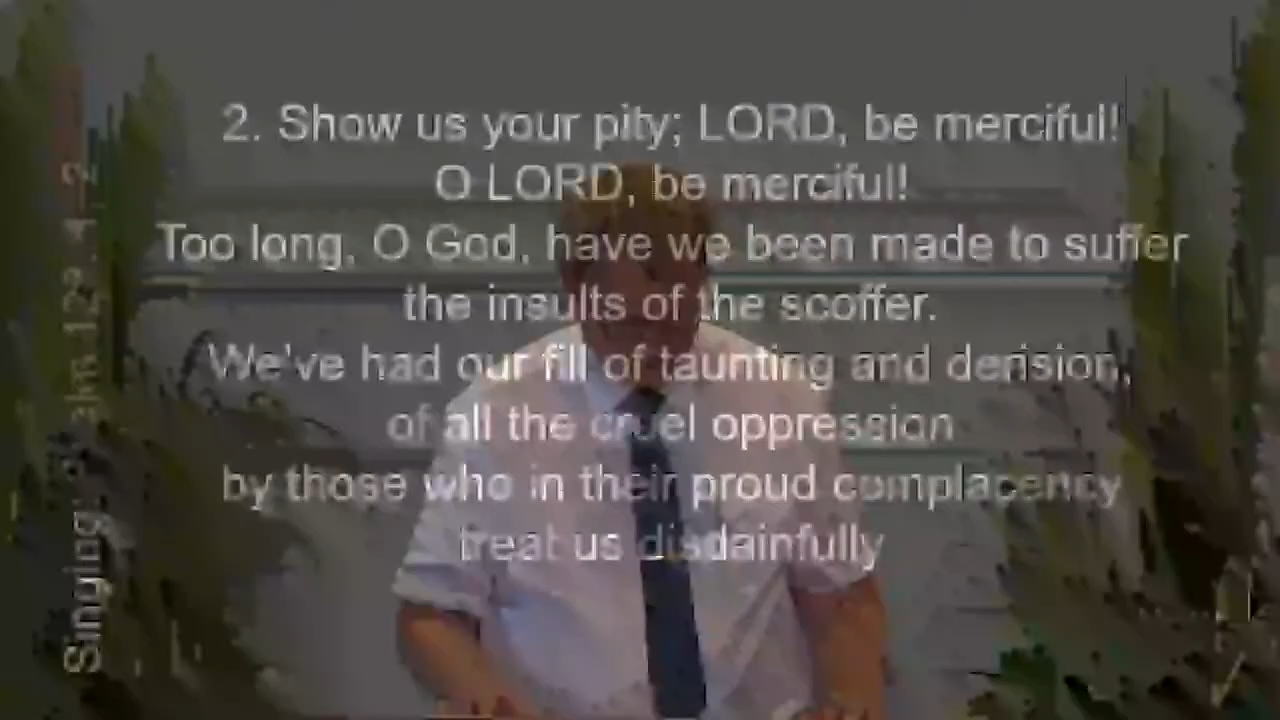 2. Show us your pity; LORD, be merciful!
O LORD, be merciful!
Too long, O God, have we been made to suffer
the insults of the scoffer.
We've had our fill of taunting and derision,
of all the cruel oppression
by those who in their proud complacency
treat us disdainfully
Singing: